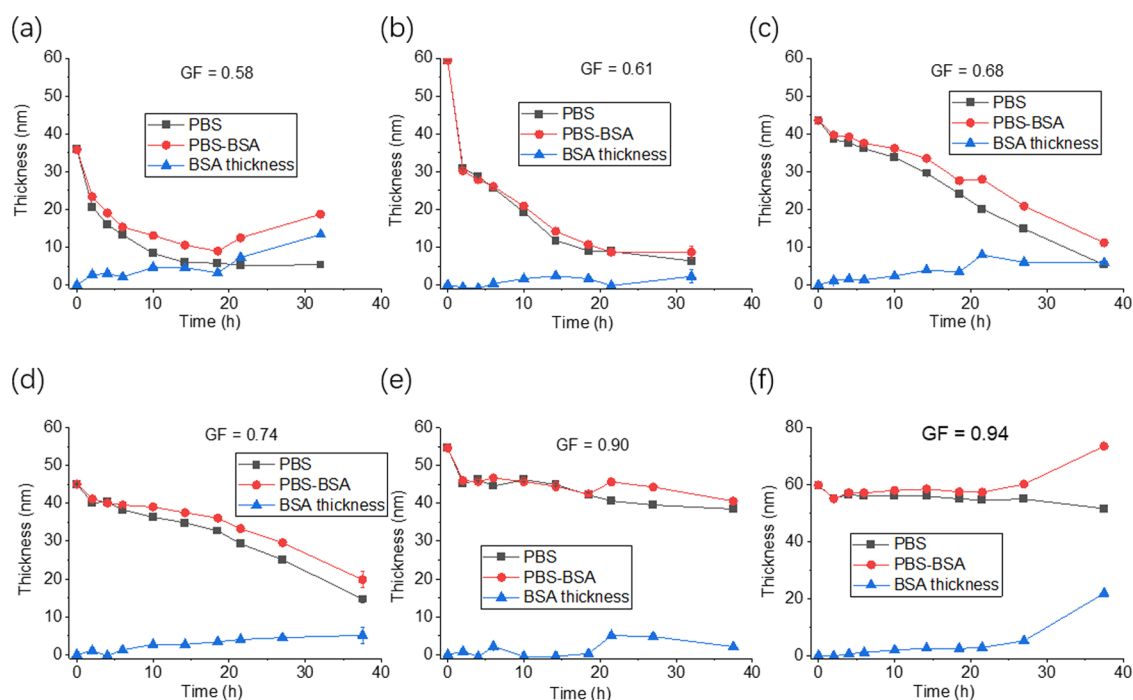 (a)
GF = 0.58
PBS
PBS-BSA
BSA thickness
Thickness (nm)
60
50
40
30
20
10
0
0 10 20 30 40
Time (h)
(b)
GF = 0.61
PBS
PBS-BSA
BSA thickness
Thickness (nm)
60
50
40
30
20
10
0
0 10 20 30 40
Time (h)
(c)
GF = 0.68
PBS
PBS-BSA
BSA thickness
Thickness (nm)
60
50
40
30
20
10
0
0 10 20 30 40
Time (h)
(d)
GF = 0.74
PBS
PBS-BSA
BSA thickness
Thickness (nm)
60
50
40
30
20
10
0
0 10 20 30 40
Time (h)
(e)
GF = 0.90
PBS
PBS-BSA
BSA thickness
Thickness (nm)
60
50
40
30
20
10
0
0 10 20 30 40
Time (h)
(f)
GF = 0.94
PBS
PBS-BSA
BSA thickness
Thickness (nm)
80
60
40
20
0
0 10 20 30 40
Time (h)